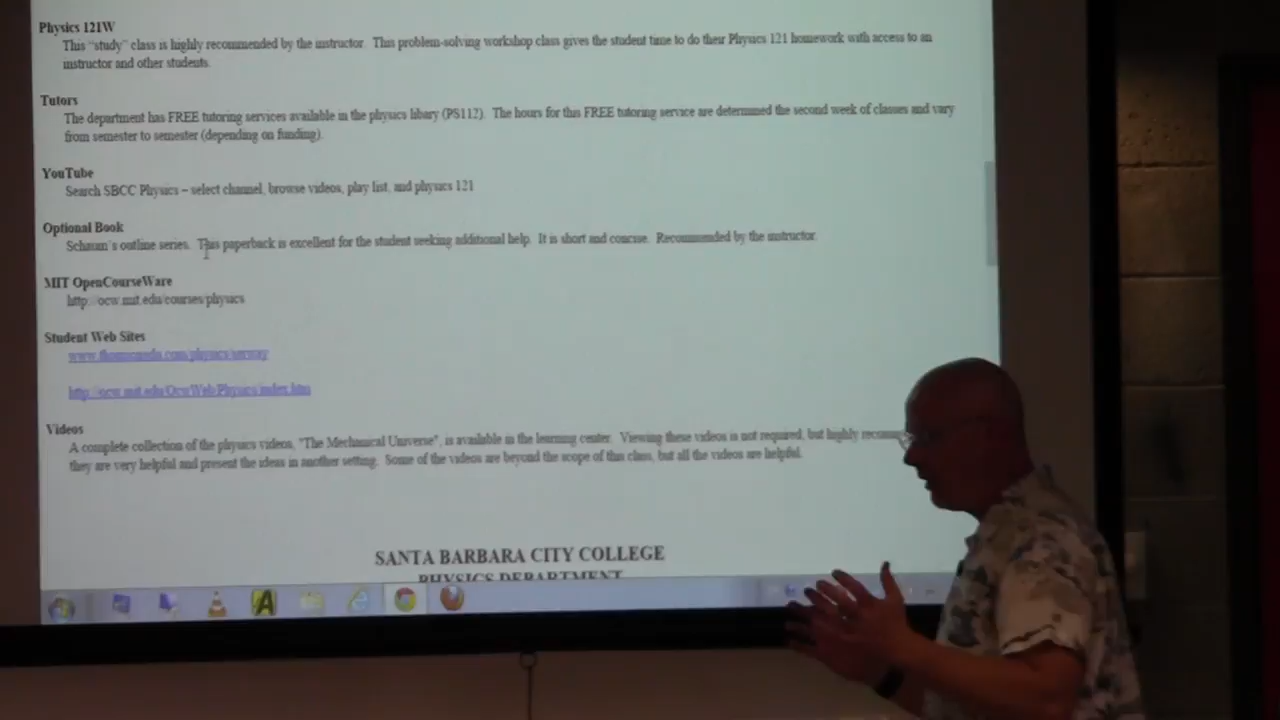 Physics 121W
This "study" class is highly recommended by the instructor. This problem-solving workshop class gives the student time to do their Physics 121 homework with access to an
instructor and other students.
Tutors
The department has FREE tutoring services available in the physics libary (PS112). The hours for this FREE tutoring service are determined the second week of classes and vary
from semester to semester (depending on funding).
YouTube
Search SBCC Physics – select channel, browse videos, play list, and physics 121
Optional Book
Schaum's outline series. This paperback is excellent for the student seeking additional help. It is short and concise. Recommended by the instructor.
MIT OpenCourseWare
http://ocw.mit.edu/courses/physics
Student Web Sites
www.thomsonedu.com/physics/serway
http://ocw.mit.edu/OcwWeb/Physics/index.htm
Videos
A complete collection of the physics videos, "The Mechanical Universe", is available in the learning center. Viewing these videos is not required, but highly
they are very helpful and present the ideas in another setting. Some of the videos are beyond the scope of this class, but all the videos are helpful.
SANTA BARBARA CITY COLLEGE
PHYSICS DEPARTMENT